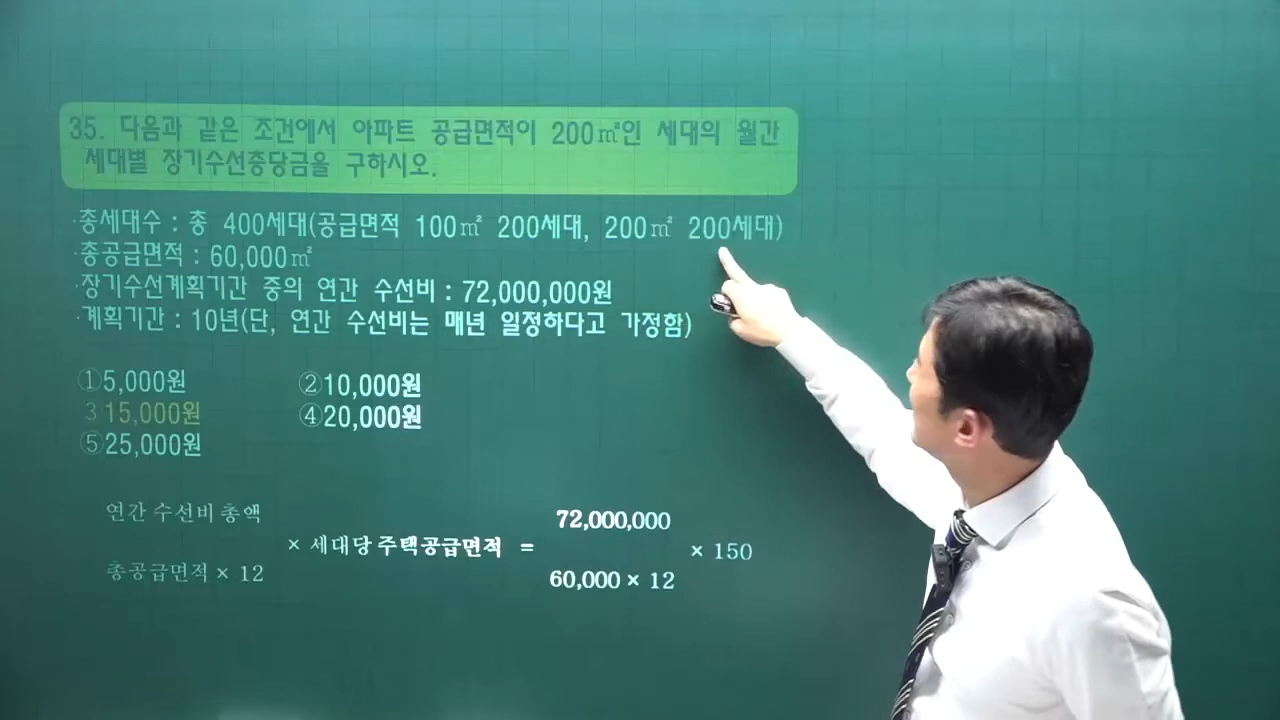 35. 다음과 같은 조건에서 아파트 공급면적이 200㎡인 세대의 월간
세대별 장기수선충당금을 구하시오.
·총세대수 : 총 400세대(공급면적 100㎡ 200세대, 200㎡ 200세대)
·총공급면적 : 60,000㎡
·장기수선계획기간 중의 연간 수선비 : 72,000,000원
·계획기간 : 10년(단, 연간 수선비는 매년 일정하다고 가정함)
①5,000원 ②10,000원
3 15,000원 ④20,000원
⑤25,000원
연간 수선비 총액 72,000,000
× 세대당 주택공급면적 = × 150
총공급면적 × 12 60,000 × 12